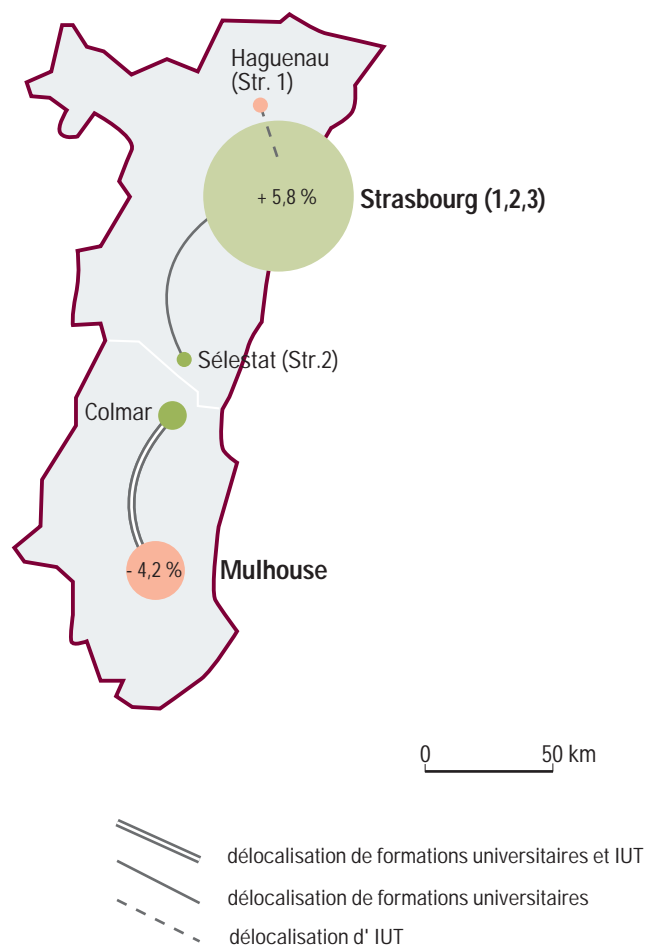 Haguenau
(Str. 1)
+ 5,8 %
Strasbourg (1,2,3)
Sélestat (Str.2)
Colmar
- 4,2 %
Mulhouse
0 50 km
délocalisation de formations universitaires et IUT
délocalisation de formations universitaires
délocalisation d' IUT